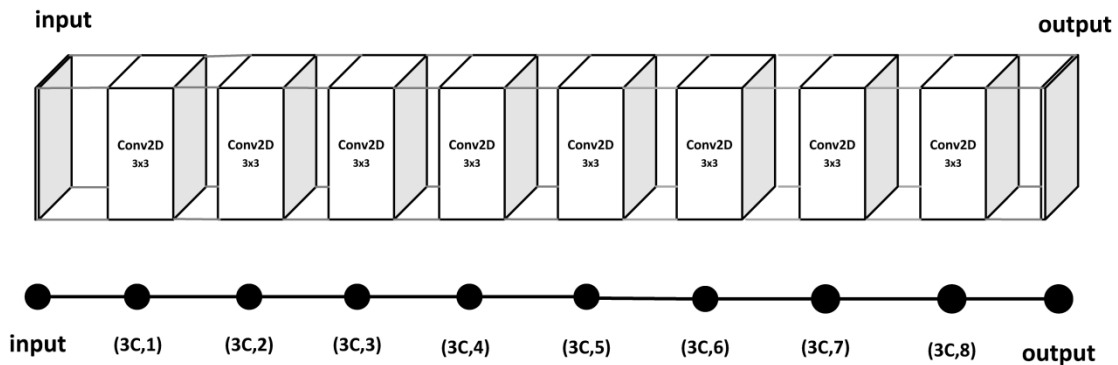 input
output
Conv2D
3x3
Conv2D
3x3
Conv2D
3x3
Conv2D
3x3
Conv2D
3x3
Conv2D
3x3
Conv2D
3x3
Conv2D
3x3
input
(3C,1)
(3C,2)
(3C,3)
(3C,4)
(3C,5)
(3C,6)
(3C,7)
(3C,8)
output